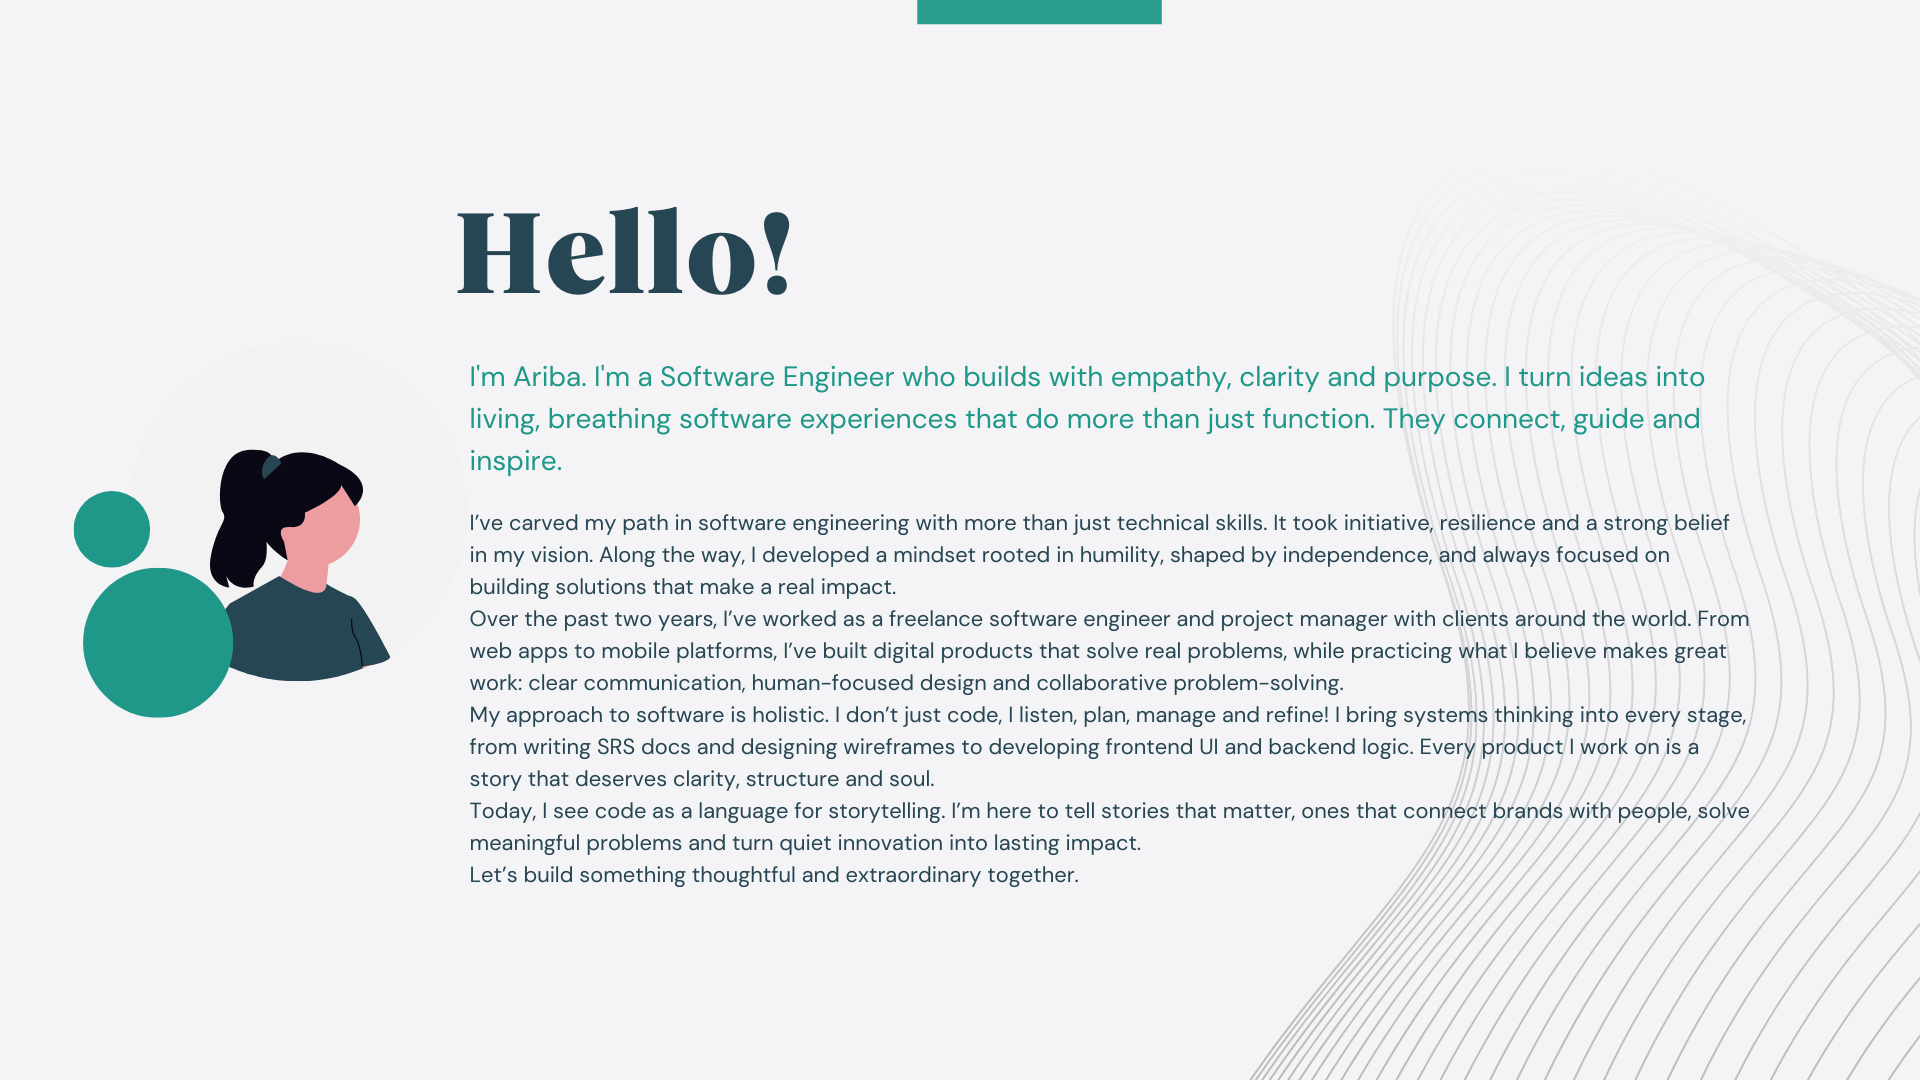 Hello!
I'm Ariba. I'm a Software Engineer who builds with empathy, clarity and purpose. I turn ideas into
living, breathing software experiences that do more than just function. They connect, guide and
inspire.
I’ve carved my path in software engineering with more than just technical skills. It took initiative, resilience and a strong belief
in my vision. Along the way, I developed a mindset rooted in humility, shaped by independence, and always focused on
building solutions that make a real impact.
Over the past two years, I’ve worked as a freelance software engineer and project manager with clients around the world. From
web apps to mobile platforms, I’ve built digital products that solve real problems, while practicing what I believe makes great
work: clear communication, human-focused design and collaborative problem-solving.
My approach to software is holistic. I don’t just code, I listen, plan, manage and refine! I bring systems thinking into every stage,
from writing SRS docs and designing wireframes to developing frontend UI and backend logic. Every product I work on is a
story that deserves clarity, structure and soul.
Today, I see code as a language for storytelling. I’m here to tell stories that matter, ones that connect brands with people, solve
meaningful problems and turn quiet innovation into lasting impact.
Let’s build something thoughtful and extraordinary together.